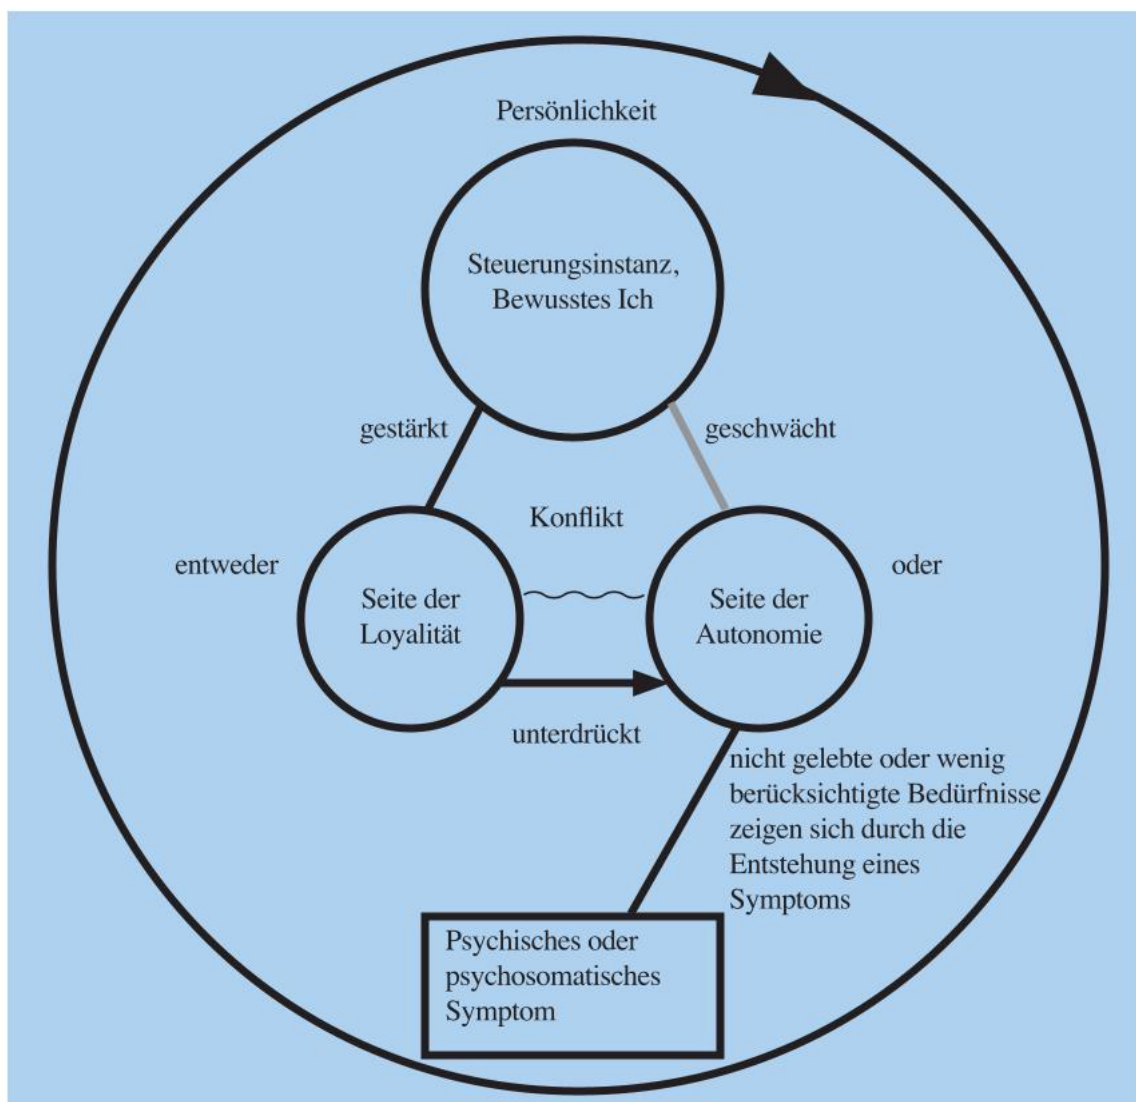 Persönlichkeit
Steuerungsinstanz,
Bewusstes Ich
gestärkt
geschwächt
Konflikt
entweder
oder
Seite der
Loyalität
Seite der
Autonomie
unterdrückt
nicht gelebte oder wenig
berücksichtigte Bedürfnisse
zeigen sich durch die
Entstehung eines
Symptoms
Psychisches oder
psychosomatisches
Symptom